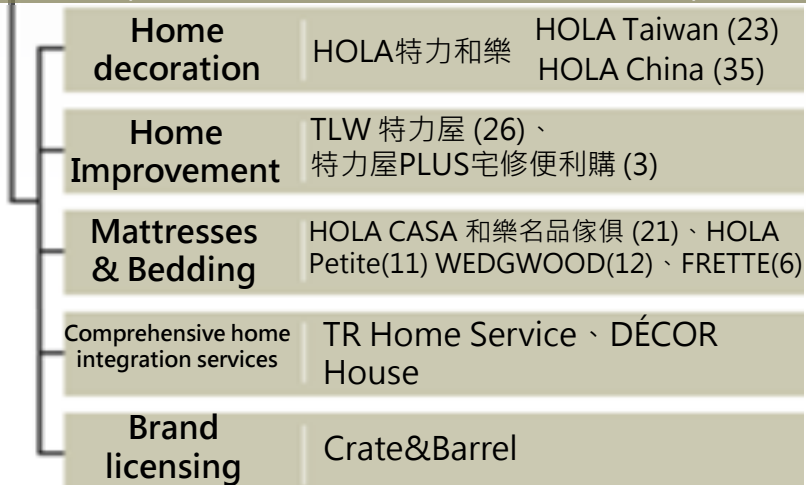 Home
decoration
HOLA特力和樂
HOLA Taiwan (23)
HOLA China (35)
Home
Improvement
TLW 特力屋 (26)、
特力屋PLUS宅修便利購 (3)
Mattresses
& Bedding
HOLA CASA 和樂名品傢俱 (21)、HOLA
Petite(11) WEDGWOOD(12)、FRETTE(6)
Comprehensive home
integration services
TR Home Service、DÉCOR
House
Brand
licensing
Crate&Barrel